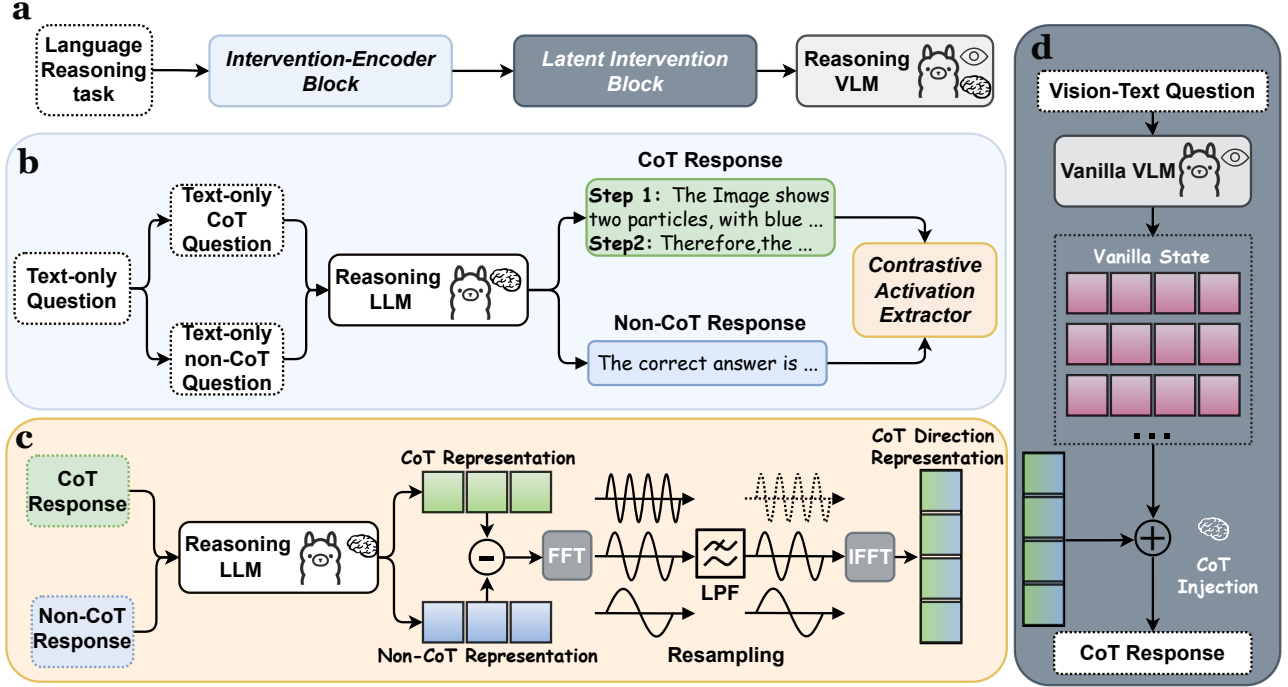 a
Language
Reasoning
task
Intervention-Encoder
Block
Latent Intervention
Block
Reasoning
VLM
b
Text-only
Question
Text-only
CoT
Question
Text-only
non-CoT
Question
Reasoning
LLM
CoT Response
Step 1: The Image shows
two particles, with blue ...
Step2: Therefore,the ...
Non-CoT Response
The correct answer is ...
Contrastive
Activation
Extractor
c
CoT
Response
Non-CoT
Response
Reasoning
LLM
CoT Representation
Non-CoT Representation
FFT
LPF
Resampling
IFFT
CoT Direction
Representation
d
Vision-Text Question
Vanilla VLM
Vanilla State
...
CoT
Injection
CoT Response